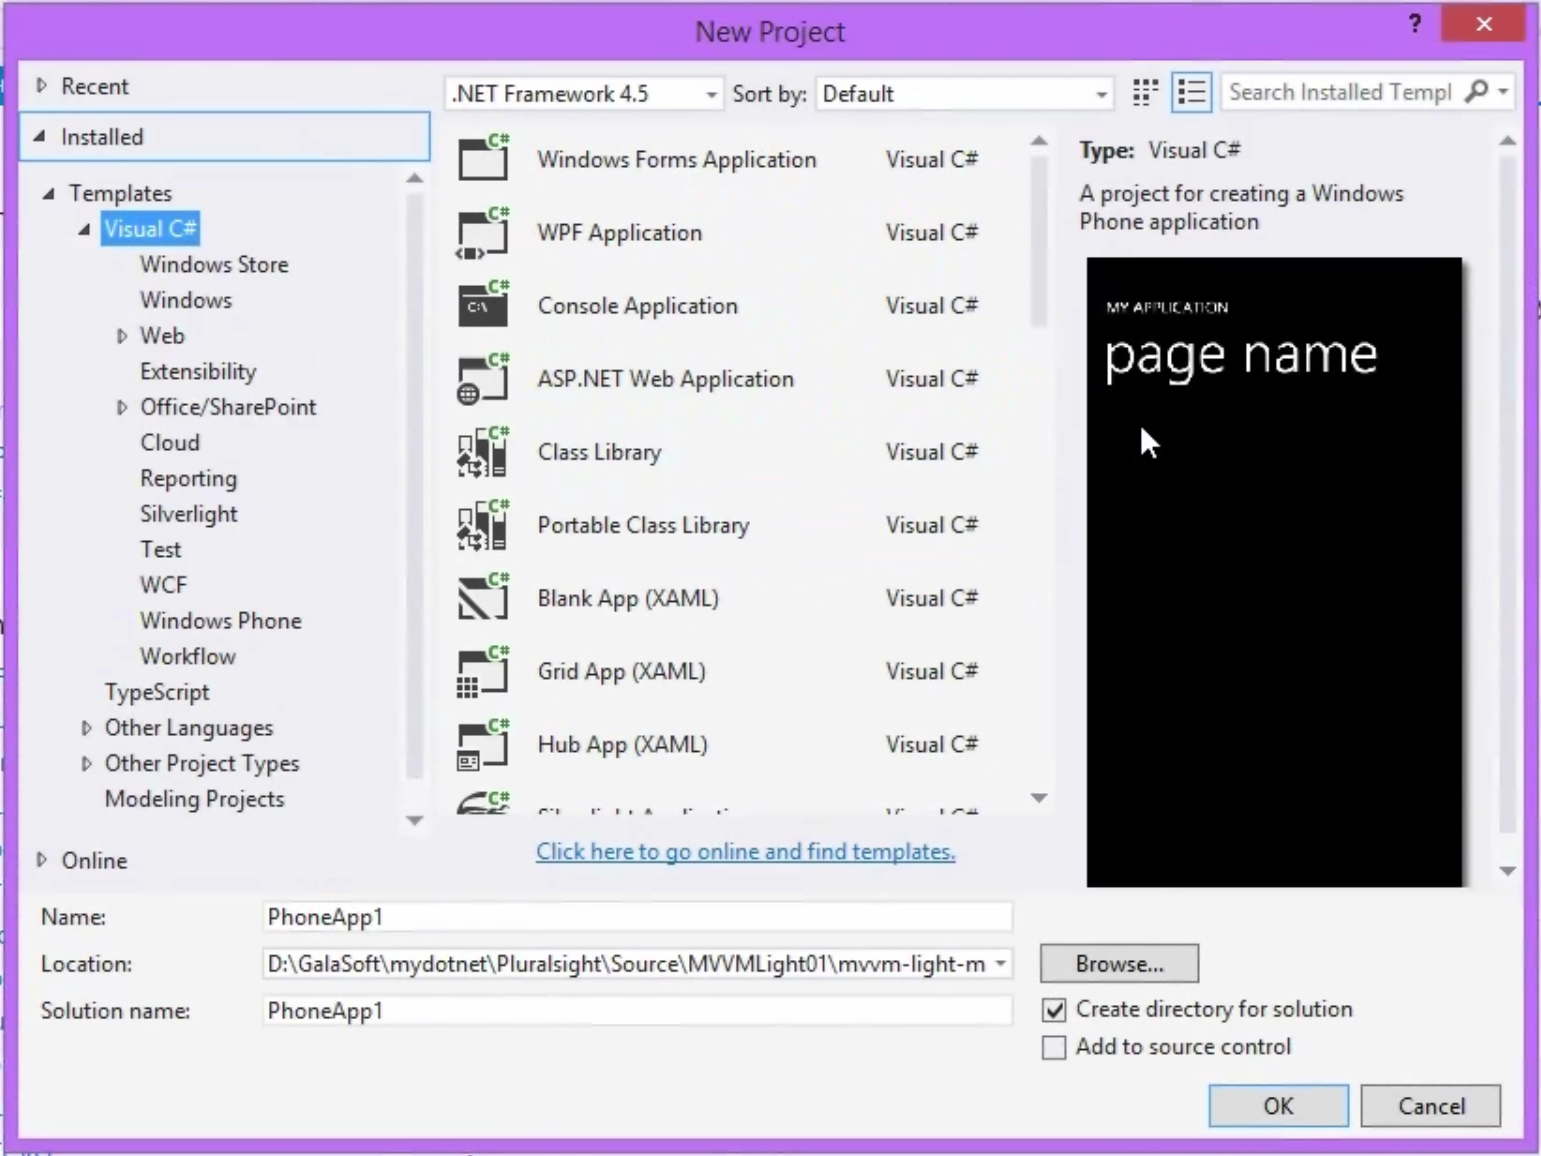 New Project
?
Recent
.NET Framework 4.5
Sort by:
Default
Search Installed Templ
Installed
Templates
Visual C#
Windows Store
Windows
Web
Extensibility
Office/SharePoint
Cloud
Reporting
Silverlight
Test
WCF
Windows Phone
Workflow
TypeScript
Other Languages
Other Project Types
Modeling Projects
Online
C# Windows Forms Application Visual C#
C# WPF Application Visual C#
C# C:\ Console Application Visual C#
C# ASP.NET Web Application Visual C#
C# Class Library Visual C#
C# Portable Class Library Visual C#
C# Blank App (XAML) Visual C#
C# Grid App (XAML) Visual C#
C# Hub App (XAML) Visual C#
C#
Click here to go online and find templates.
Type: Visual C#
A project for creating a Windows
Phone application
MY APPLICATION
page name
Name: PhoneApp1
Location: D:\GalaSoft\mydotnet\Pluralsight\Source\MVVMLight01\mvvm-light-m
Browse...
Solution name: PhoneApp1
Create directory for solution
Add to source control
OK
Cancel